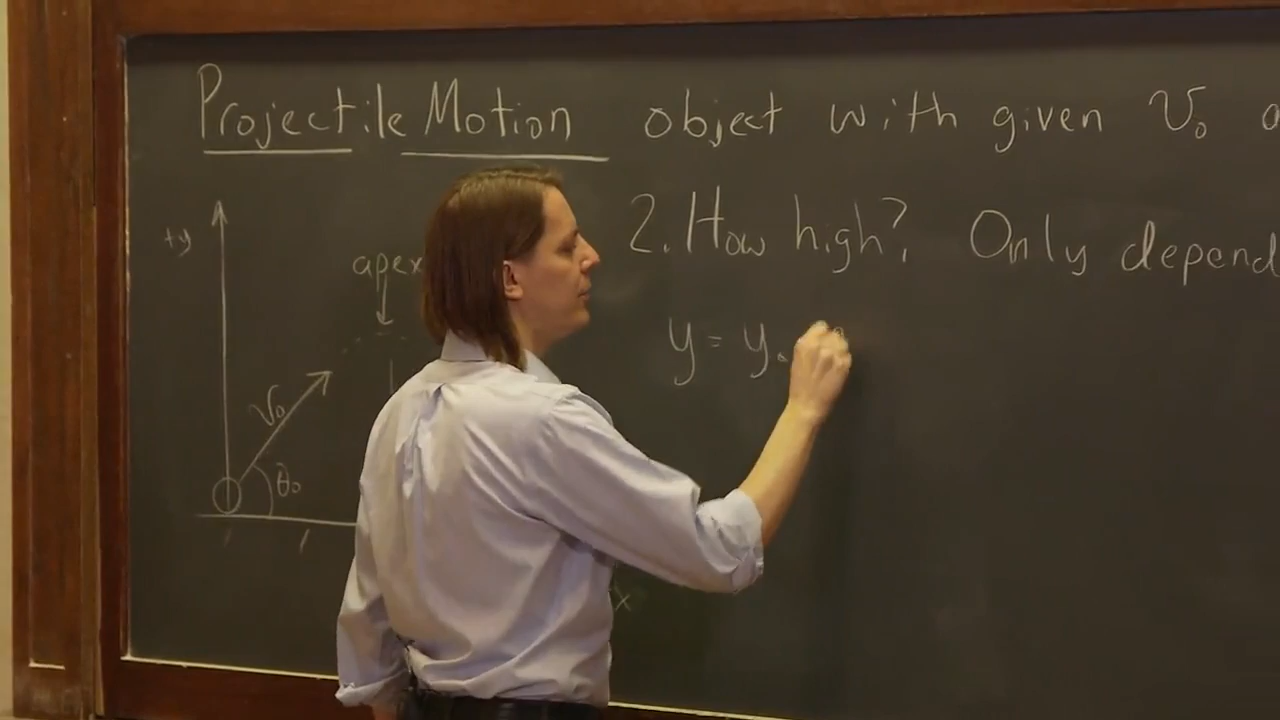 Projectile Motion object with given v₀
2. How high? Only depend
+y
apex
y = y₀
v₀
θ₀
x